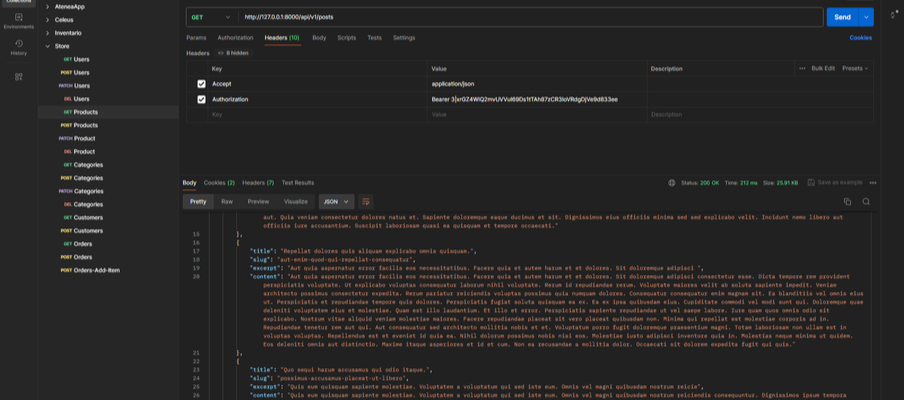 Collections
Environments
History
AteneaApp
Celeus
Inventario
Store
GET Users
POST Users
PATCH Users
DEL Users
GET Products
POST Products
PATCH Product
DEL Product
GET Categories
POST Categories
PATCH Categories
DEL Categories
GET Customers
POST Customers
GET Orders
POST Orders
POST Orders-Add-Item
GET http://127.0.0.1:8000/api/v1/posts Send
Params Authorization Headers (10) Body Scripts Tests Settings Cookies
Headers 8 hidden
Key Value Description Bulk Edit Presets
Accept application/json
Authorization Bearer
Key Value Description
Body Cookies (2) Headers (7) Test Results Status: 200 OK Time: 212 ms Size: 25.91 KB Save as example
Pretty Raw Preview Visualize JSON
aut. Quia veniam consectetur dolores natus et. Sapiente doloremque eaque ducimus et sit. Dignissimos eius officiis minima sed sed explicabo velit. Incidunt nemo libero aut
officiis iure accusantium. Suscipit laboriosam quasi ea quisquam et tempore occaecati."
15 },
16 {
17 "title": "Repellat dolores quia aliquam explicabo omnis quisquam.",
18 "slug": "aut-enim-quod-qui-repellat-consequatur",
19 "excerpt": "Aut quia aspernatur error facilis eos necessitatibus. Facere quia et autem harum et et dolores. Sit doloremque adipisci ",
20 "content": "Aut quia aspernatur error facilis eos necessitatibus. Facere quia et autem harum et et dolores. Sit doloremque adipisci consectetur esse. Dicta tempore rem provident
perspiciatis voluptate. Ut explicabo voluptas consequatur laborum nihil voluptate. Rerum id repudiandae rerum. Voluptate maiores velit ab soluta sapiente impedit. Veniam
architecto possimus consectetur expedita. Rerum pariatur reiciendis voluptas possimus quia numquam dolores. Consequatur consequatur enim magnam sit. Ea blanditiis vel omnis eius
ut. Perspiciatis et repudiandae tempore quis dolores. Perspiciatis fugiat soluta quisquam ea ex. Ea ex ipsa quibusdam eius. Cupiditate commodi vel modi sunt qui. Doloremque quae
deleniti voluptatem eius et molestiae. Quam est illo laudantium. Et illo et error. Perspiciatis sapiente repudiandae ut vel saepe labore. Iure quam quos omnis odio sit
explicabo. Nostrum vitae aliquid veniam molestiae maiores. Facere repudiandae placeat sit vero placeat quibusdam non. Minima qui repellat est molestiae corporis ad in.
Repudiandae tenetur rem aut qui. Aut consequatur sed architecto mollitia nobis et et. Voluptatum porro fugit doloremque praesentium magni. Totam laboriosam non ullam est in
voluptas voluptas. Repellendus est et eveniet id quia ea. Nihil dolorum possimus nobis nisi eos. Molestiae iusto adipisci inventore quia in. Molestias neque minima ut quidem.
Eos deleniti omnis aut distinctio. Maxime itaque asperiores et id et cum. Non ea recusandae a mollitia dolor. Occaecati sit dolorem expedita fugit qui quis."
21 },
22 {
23 "title": "Quo sequi harum accusamus qui odio itaque.",
24 "slug": "possimus-accusamus-placeat-ut-libero",
25 "excerpt": "Quis eum quisquam sapiente molestiae. Voluptatem a voluptatum qui sed iste eum. Omnis vel magni quibusdam nostrum reicie",
26 "content": "Quis eum quisquam sapiente molestiae. Voluptatem a voluptatum qui sed iste eum. Omnis vel magni quibusdam nostrum reiciendis consequuntur. Dignissimos ipsum tempora